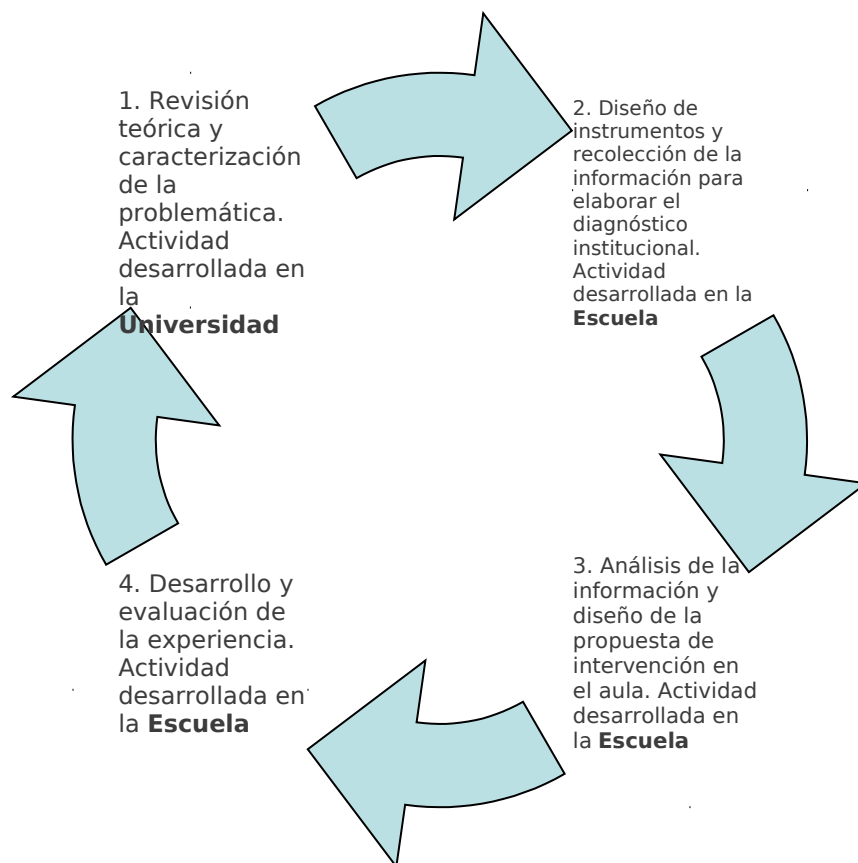 1. Revisión
teórica y
caracterización
de la
problemática.
Actividad
desarrollada en
la
Universidad
2. Diseño de
instrumentos y
recolección de la
información para
elaborar el
diagnóstico
institucional.
Actividad
desarrollada en la
Escuela
3. Análisis de la
información y
diseño de la
propuesta de
intervención en
el aula. Actividad
desarrollada en
la Escuela
4. Desarrollo y
evaluación de
la experiencia.
Actividad
desarrollada en
la Escuela